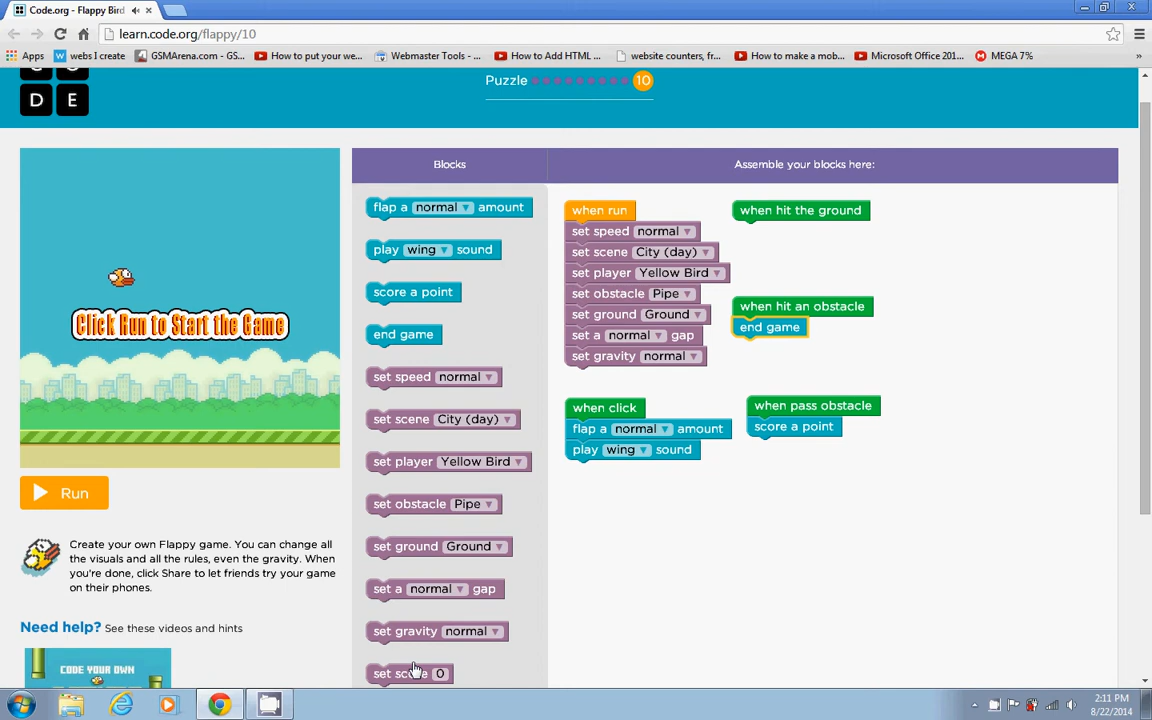 Code.org - Flappy Bird
learn.code.org/flappy/10
Apps
webs I create
GSMArena.com - GS...
How to put your we...
Webmaster Tools - ...
How to Add HTML ...
website counters, fr...
How to make a mob...
Microsoft Office 201...
MEGA 7%
D E
Puzzle 10
Blocks
Assemble your blocks here:
flap a normal amount
play wing sound
score a point
end game
set speed normal
set scene City (day)
set player Yellow Bird
set obstacle Pipe
set ground Ground
set a normal gap
set gravity normal
set score 0
when run
set speed normal
set scene City (day)
set player Yellow Bird
set obstacle Pipe
set ground Ground
set a normal gap
set gravity normal
when click
flap a normal amount
play wing sound
when hit the ground
when hit an obstacle
end game
when pass obstacle
score a point
Click Run to Start the Game
Run
Create your own Flappy game. You can change all
the visuals and all the rules, even the gravity. When
you're done, click Share to let friends try your game
on their phones.
Need help? See these videos and hints
CODE YOUR OWN
2:11 PM
8/22/2014